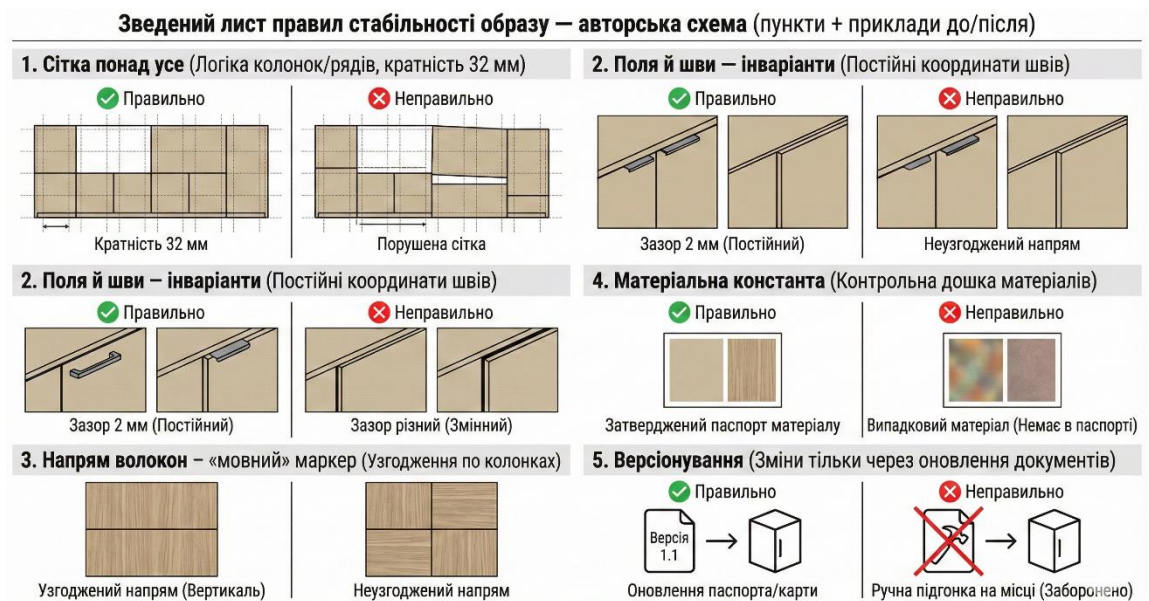 Зведений лист правил стабільності образу — авторська схема (пункти + приклади до/після)
1. Сітка понад усе (Логіка колонок/рядів, кратність 32 мм)
Правильно
Неправильно
Кратність 32 мм
Порушена сітка
2. Поля й шви — інваріанти (Постійні координати швів)
Правильно
Неправильно
Зазор 2 мм (Постійний)
Неузгоджений напрям
2. Поля й шви — інваріанти (Постійні координати швів)
Правильно
Неправильно
Зазор 2 мм (Постійний)
Зазор різний (Змінний)
4. Матеріальна константа (Контрольна дошка матеріалів)
Правильно
Неправильно
Затверджений паспорт матеріалу
Випадковий матеріал (Немає в паспорті)
3. Напрям волокон – «мовний» маркер (Узгодження по колонках)
Узгоджений напрям (Вертикаль)
Неузгоджений напрям
5. Версіонування (Зміни тільки через оновлення документів)
Правильно
Неправильно
Версія
1.1
Оновлення паспорта/карти
Ручна підгонка на місці (Заборонено)